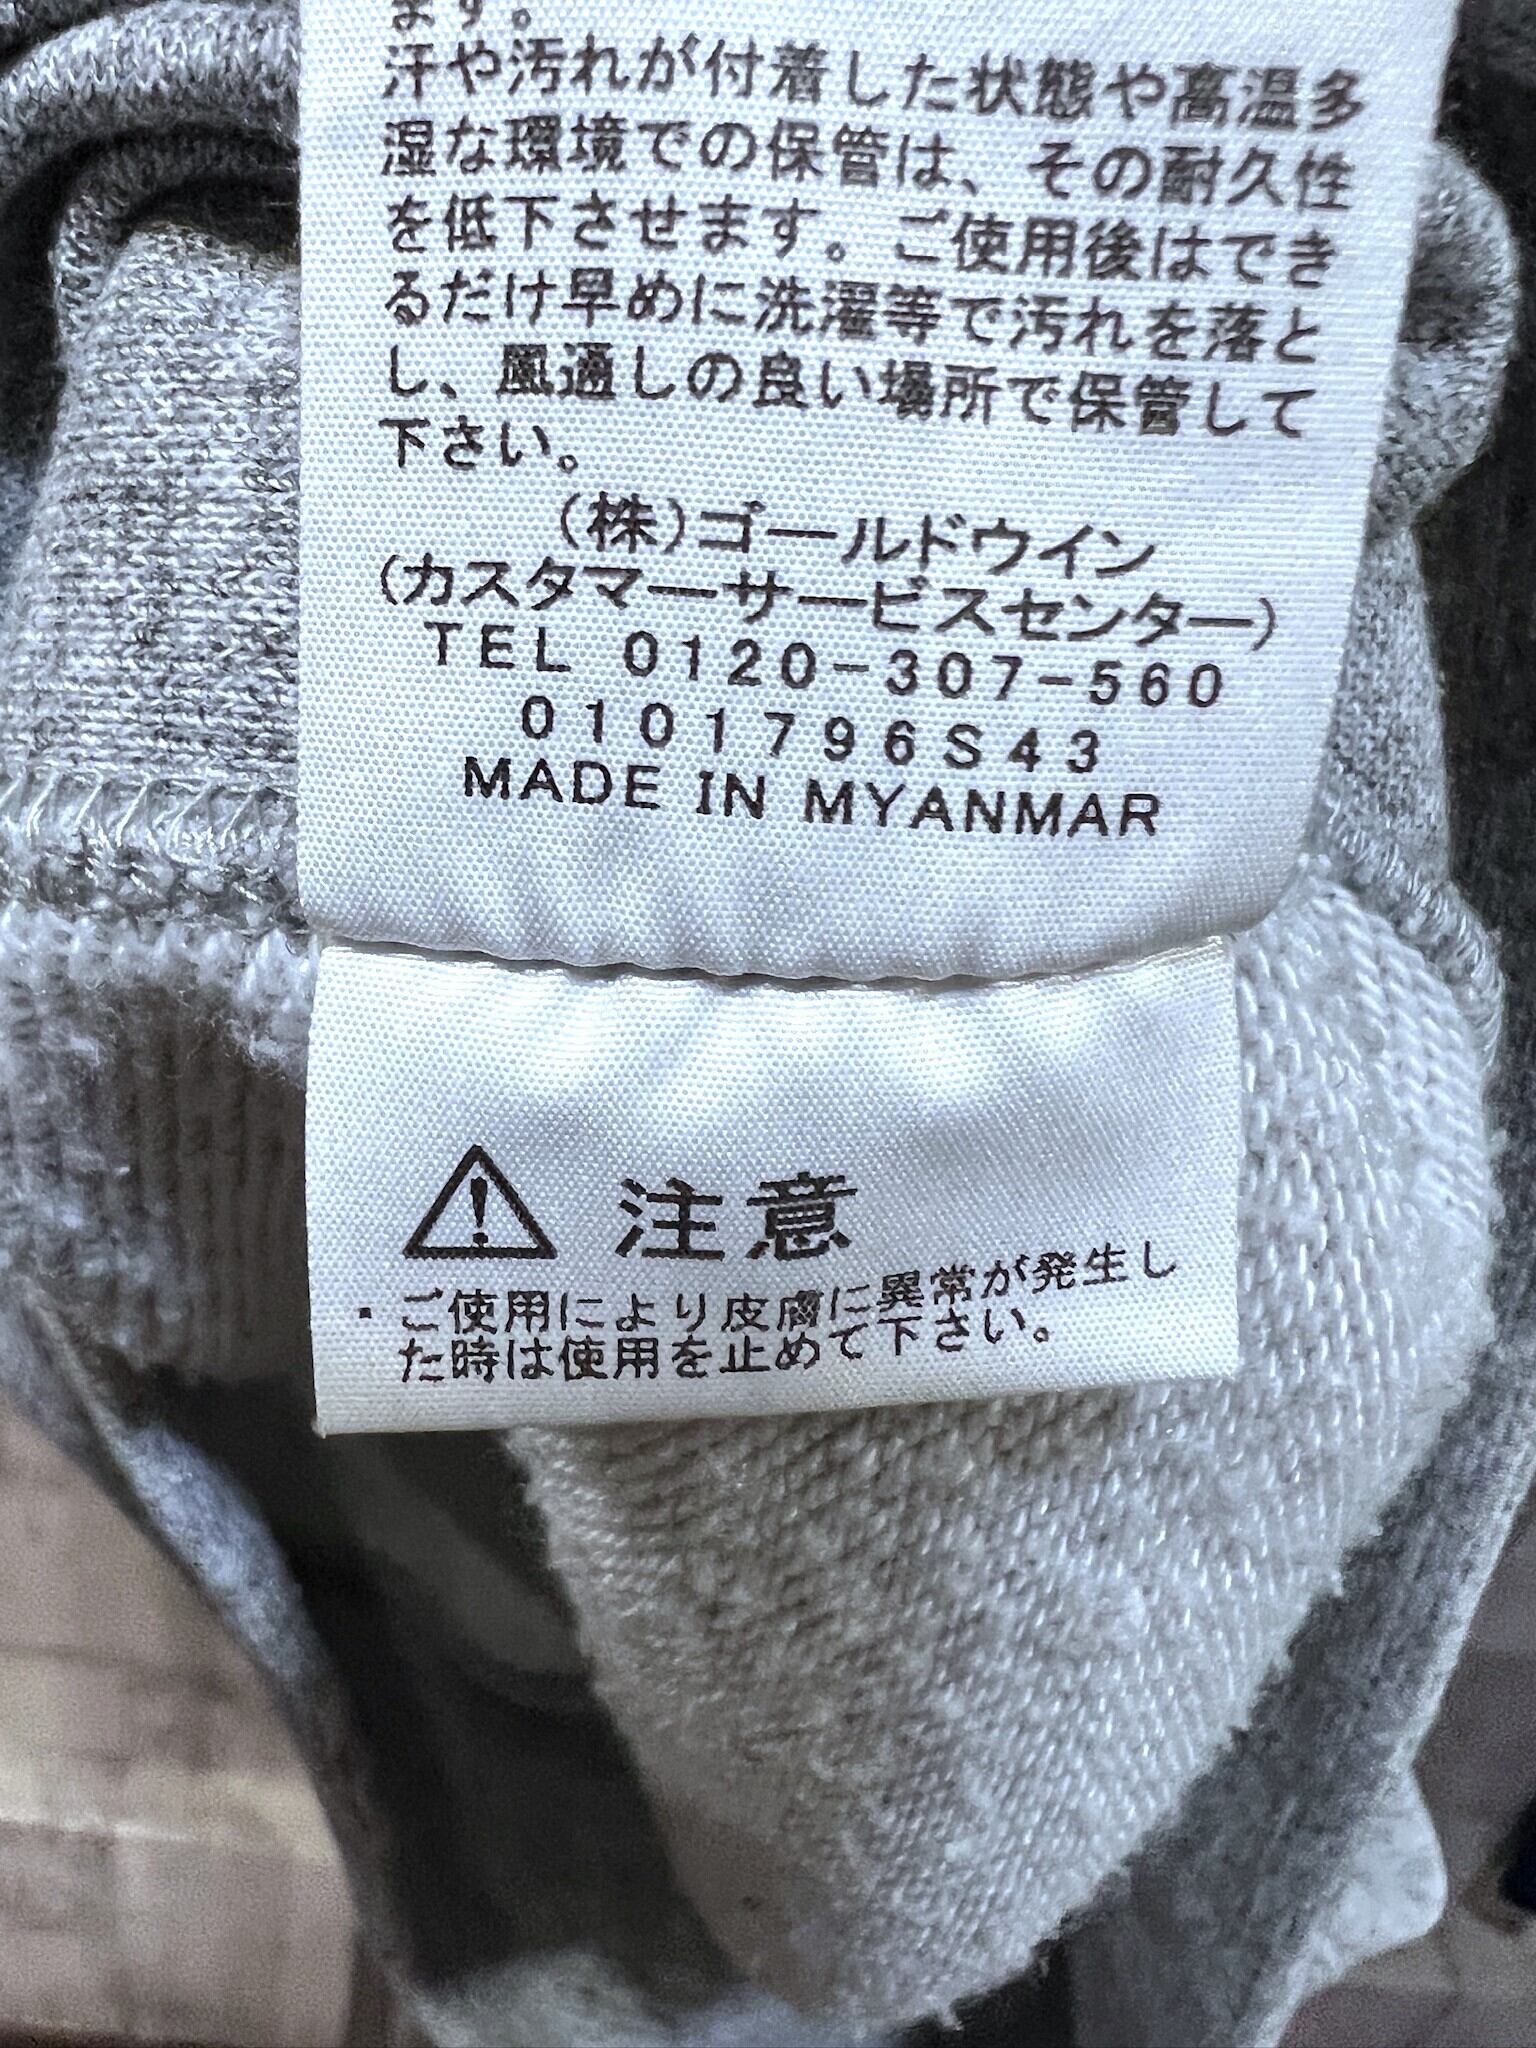 ます。
汗や汚れが付着した状態や高温多
湿な環境での保管は、その耐久性
を低下させます。ご使用後はでき
るだけ早めに洗濯等で汚れを落と
し、風通しの良い場所で保管して
下さい。
(株)ゴールドウイン
(カスタマーサービスセンター)
TEL 0120-307-560
0101796S43
MADE IN MYANMAR
注意
・ご使用により皮膚に異常が発生し
た時は使用を止めて下さい。